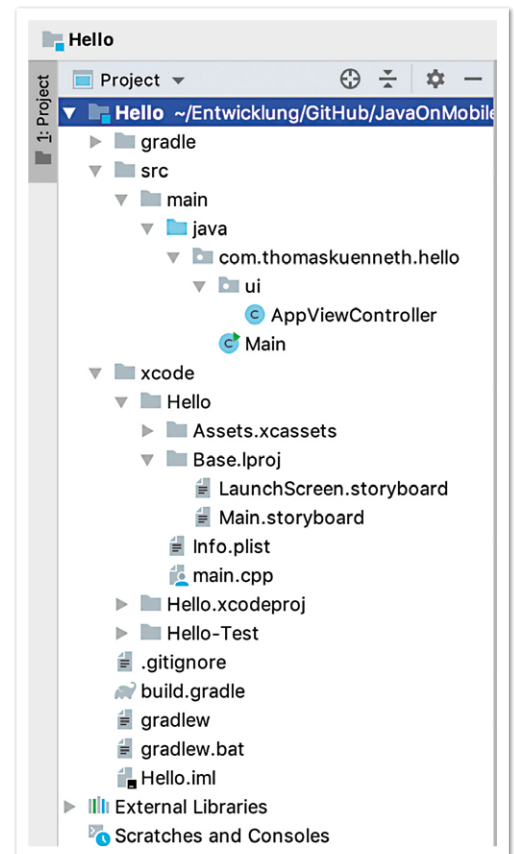 Hello
1: Project
Project
Hello ~/Entwicklung/GitHub/JavaOnMobile
gradle
src
main
java
com.thomaskuenneth.hello
ui
AppViewController
Main
xcode
Hello
Assets.xcassets
Base.lproj
LaunchScreen.storyboard
Main.storyboard
Info.plist
main.cpp
Hello.xcodeproj
Hello-Test
.gitignore
build.gradle
gradlew
gradlew.bat
Hello.iml
External Libraries
Scratches and Consoles